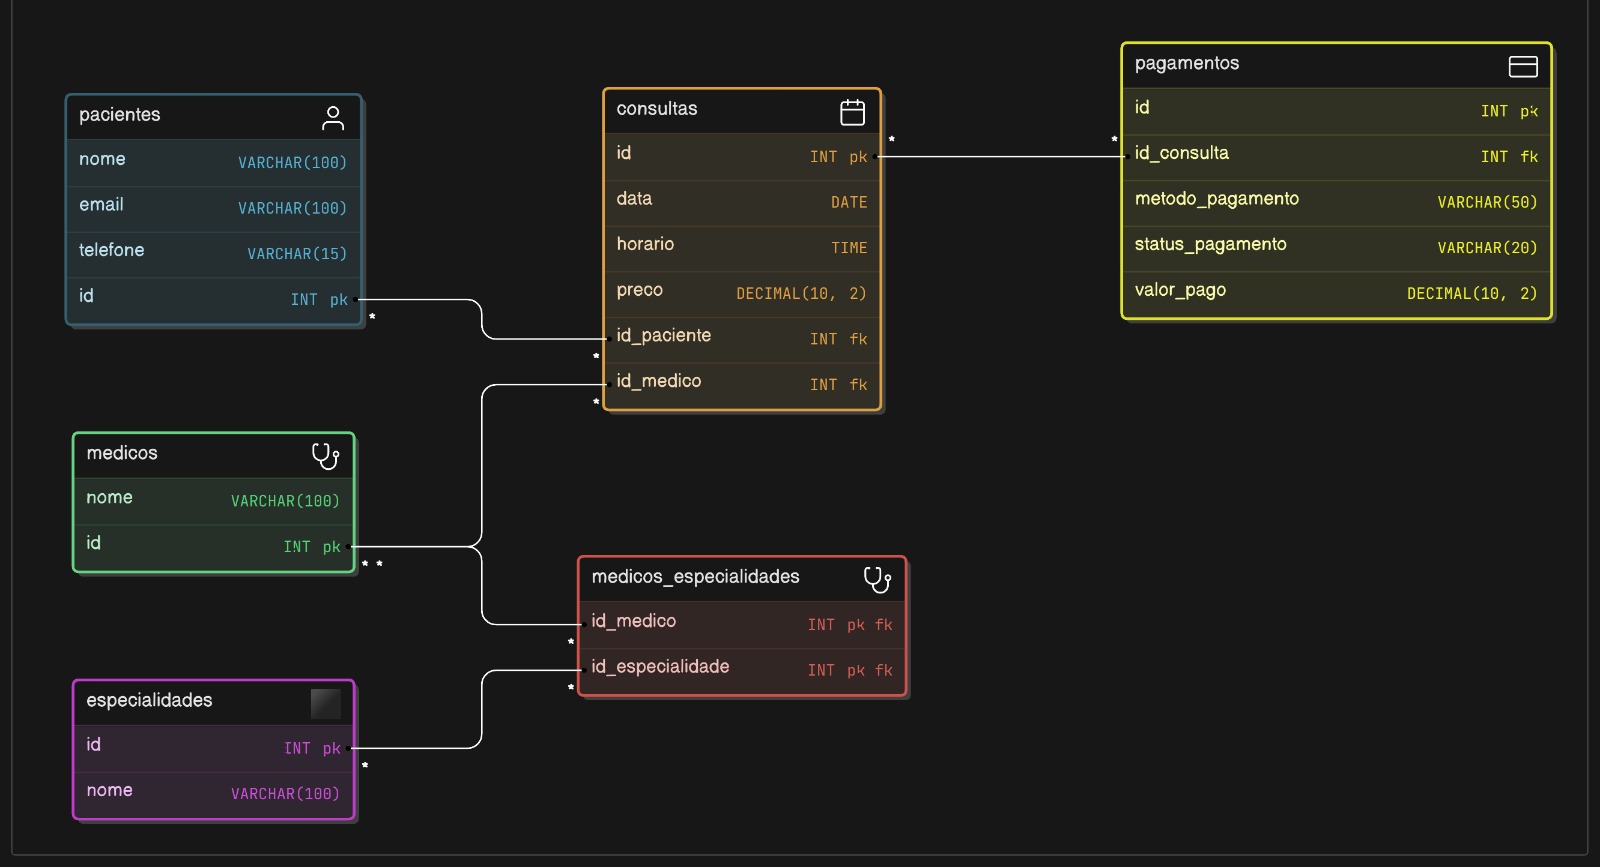 pacientes
nome VARCHAR(100)
email VARCHAR(100)
telefone VARCHAR(15)
id INT pk
*
consultas
id INT pk
*
data DATE
horario TIME
preco DECIMAL(10, 2)
id_paciente INT fk
*
id_medico INT fk
*
pagamentos
id INT pk
*
id_consulta INT fk
metodo_pagamento VARCHAR(50)
status_pagamento VARCHAR(20)
valor_pago DECIMAL(10, 2)
medicos
nome VARCHAR(100)
id INT pk
* *
medicos_especialidades
id_medico INT pk fk
*
id_especialidade INT pk fk
*
especialidades
id INT pk
*
nome VARCHAR(100)